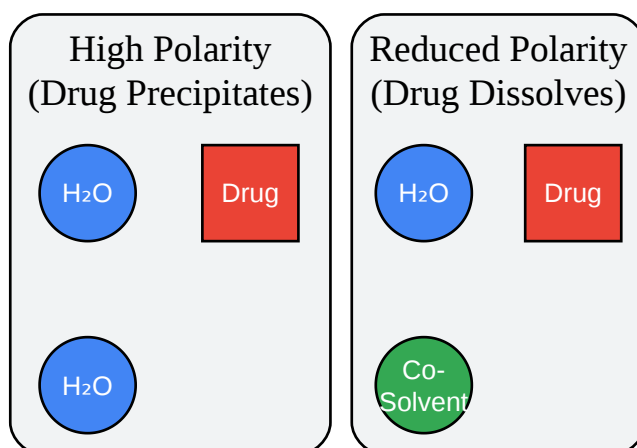 High Polarity
(Drug Precipitates)
H₂O
Drug
H₂O
Reduced Polarity
(Drug Dissolves)
H₂O
Drug
Co-
Solvent